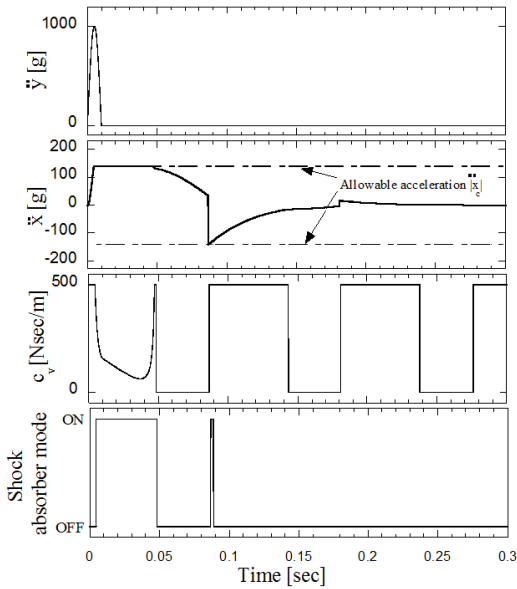 1000
ÿ [g]
0
200
100
0
-100
-200
ẍ [g]
Allowable acceleration |ẍc|
500
cv [Nsec/m]
0
ON
Shock
absorber mode
OFF
0 0.05 0.1 0.15 0.2 0.25 0.3
Time [sec]